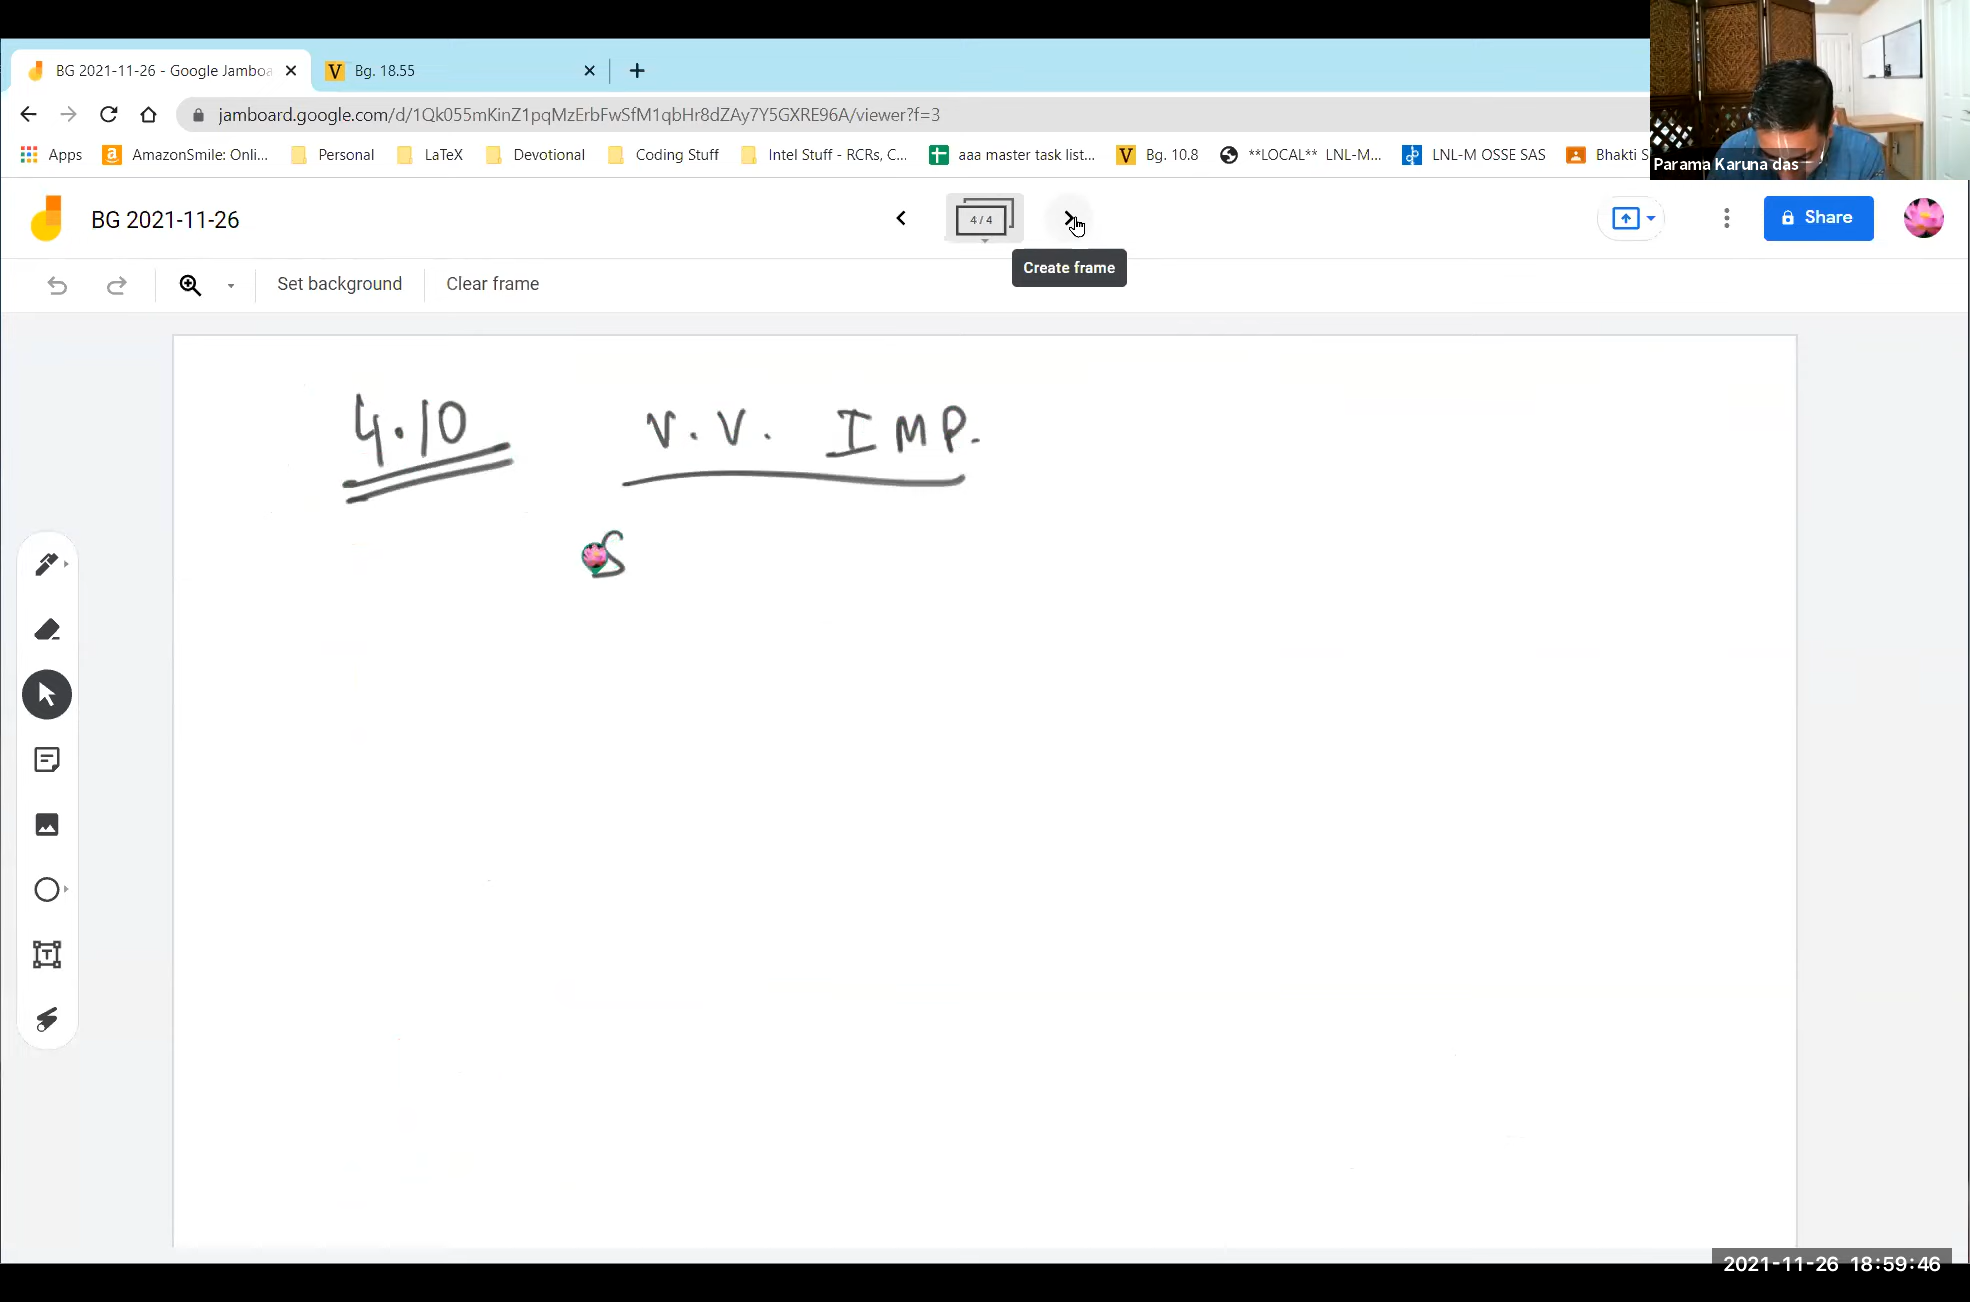 BG 2021-11-26 - Google Jamboa
Bg. 18.55
jamboard.google.com/d/1Qk055mKinZ1pqMzErbFwSfM1qbHr8dZAy7Y5GXRE96A/viewer?f=3
Apps AmazonSmile: Onli... Personal LaTeX Devotional Coding Stuff Intel Stuff - RCRs, C... aaa master task list... Bg. 10.8 **LOCAL** LNL-M... LNL-M OSSE SAS Bhakti S
Parama Karuna das
BG 2021-11-26
4 / 4
Share
Create frame
Set background Clear frame
4.10 V.V. IMP.
S
2021-11-26 18:59:46